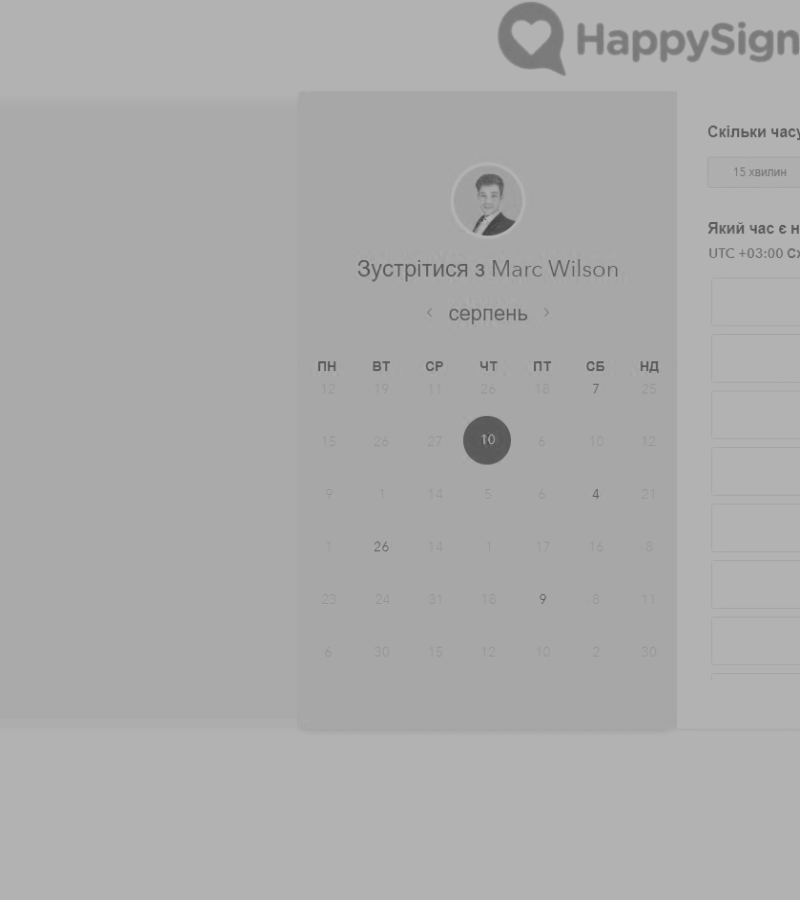 HappySign
Скільки часу
15 хвилин
Який час є н
UTC +03:00 Сх
Зустрітися з Marc Wilson
серпень
ПН ВТ СР ЧТ ПТ СБ НД
12 19 11 26 18 7 25
15 26 27 10 6 10 12
9 1 14 5 6 4 21
1 26 14 1 17 16 8
23 24 31 18 9 8 11
6 30 15 12 10 2 30